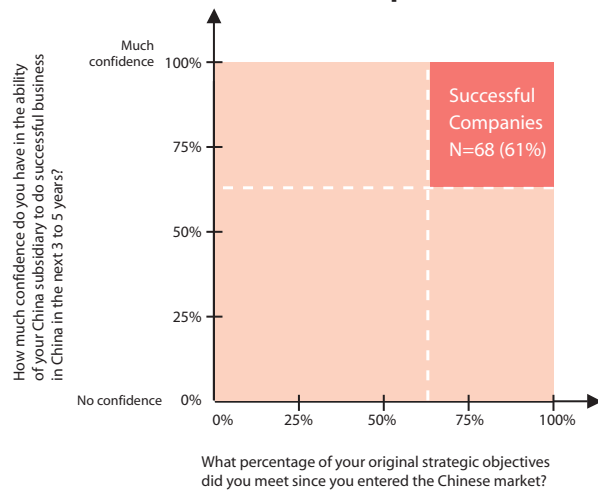 How much confidence do you have in the ability
of your China subsidiary to do successful business
in China in the next 3 to 5 years?
Much
confidence
100%
75%
50%
25%
No confidence
0%
Successful
Companies
N=68 (61%)
0%
25%
50%
75%
100%
What percentage of your original strategic objectives
did you meet since you entered the Chinese market?